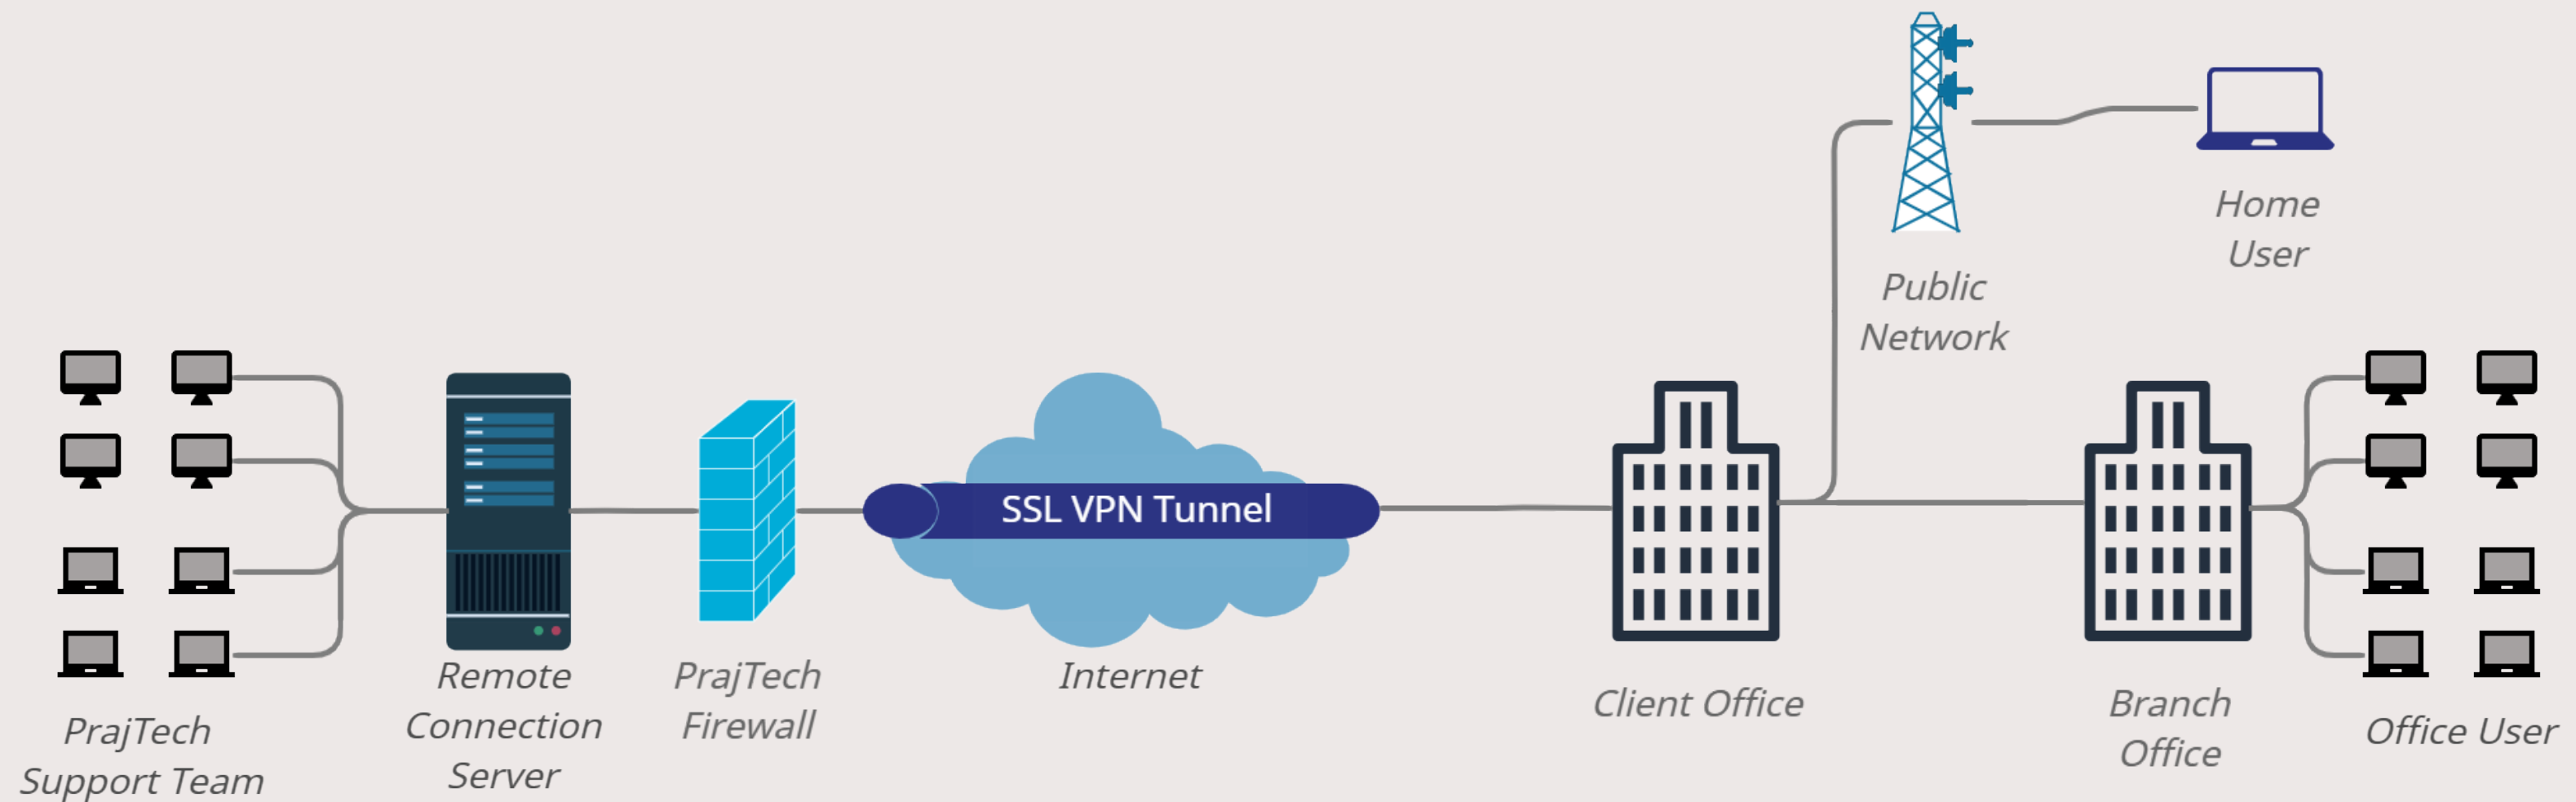 Home
User
Public
Network
SSL VPN Tunnel
PrajTech
Support Team
Remote
Connection
Server
PrajTech
Firewall
Internet
Client Office
Branch
Office
Office User